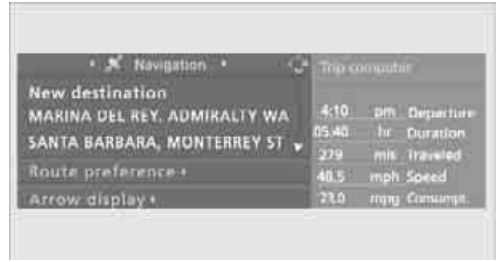 Navigation
New destination
MARINA DEL REY, ADMIRALTY WA
SANTA BARBARA, MONTERREY ST
Route preference
Arrow display
Trip computer
4:10 pm Departure
05.40 hr Duration
279 mls Traveled
48.5 mph Speed
23.0 mpg Consumpt.